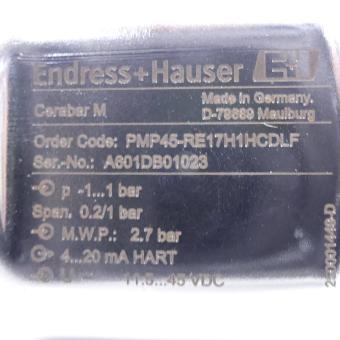 Endress+Hauser EH
Cerabar M
Made in Germany,
D-79689 Maulburg
Order Code: PMP45-RE17H1HCDLF
Ser.-No.: A601DB01023
p -1...1 bar
Span. 0.2/1 bar
M.W.P.: 2.7 bar
4...20 mA HART
11.5...45 VDC